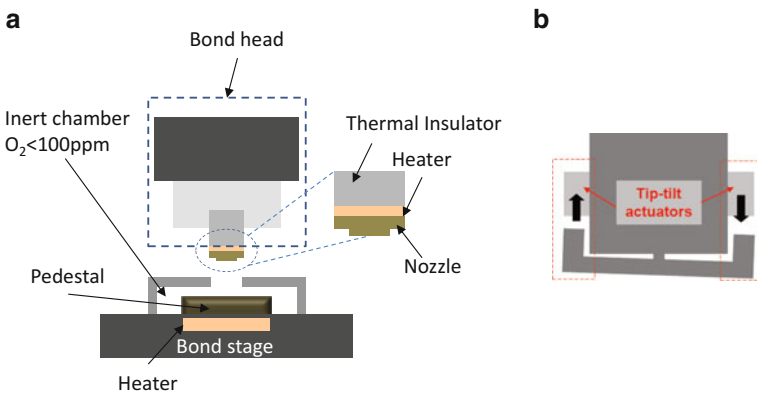 a
Bond head
Inert chamber
O₂<100ppm
Thermal Insulator
Heater
Nozzle
Pedestal
Bond stage
Heater
b
Tip-tilt
actuators